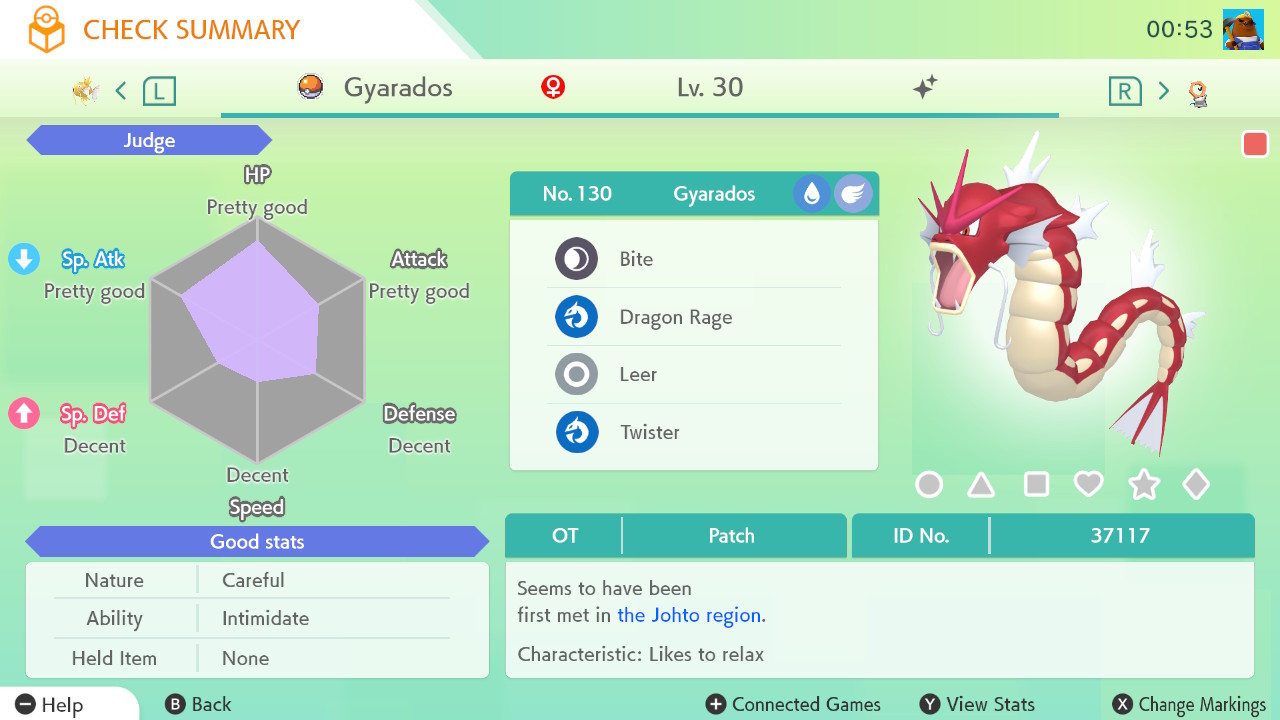 CHECK SUMMARY
00:53
L
Gyarados
Lv. 30
R
Judge
HP
Pretty good
Sp. Atk
Pretty good
Attack
Pretty good
Sp. Def
Decent
Defense
Decent
Decent
Speed
Good stats
Nature Careful
Ability Intimidate
Held Item None
No. 130 Gyarados
Bite
Dragon Rage
Leer
Twister
OT Patch
ID No. 37117
Seems to have been
first met in the Johto region.
Characteristic: Likes to relax
Help
B Back
Connected Games
Y View Stats
X Change Markings